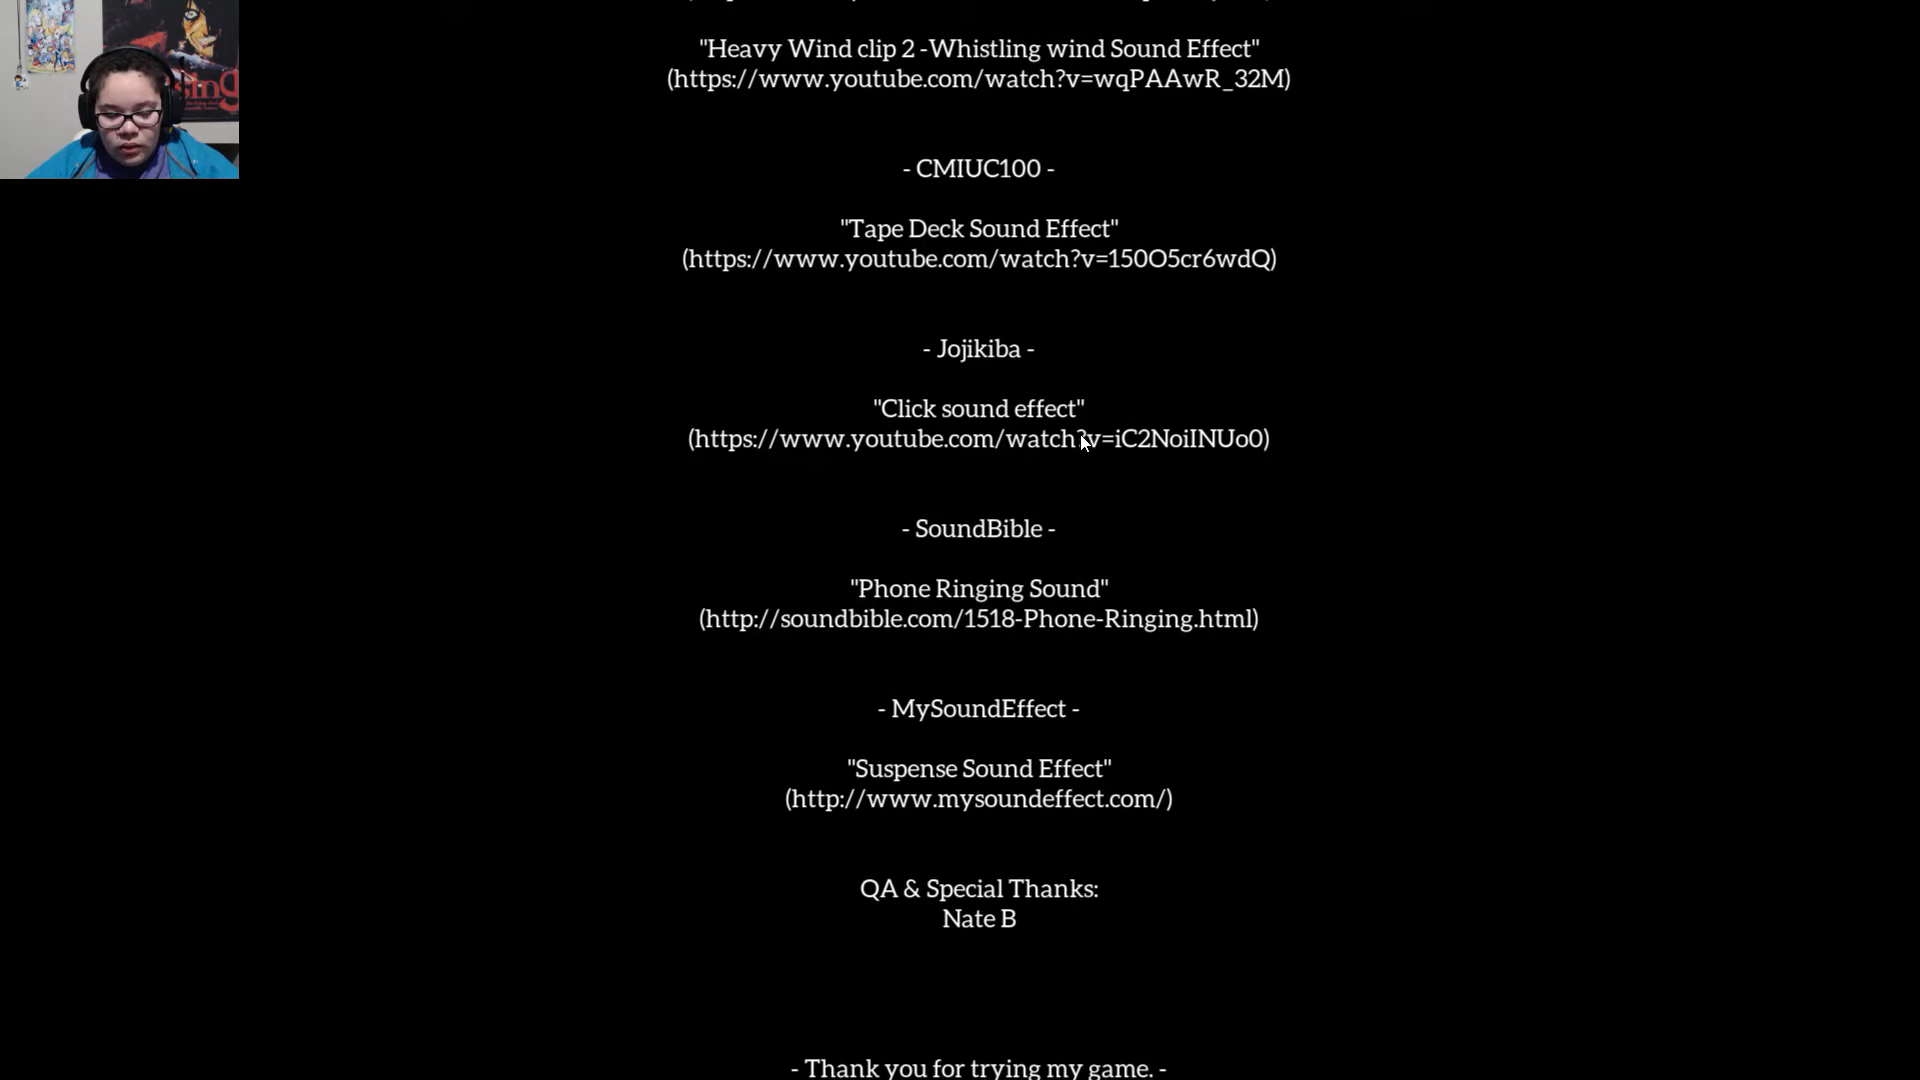 "Heavy Wind clip 2 -Whistling wind Sound Effect"
(https://www.youtube.com/watch?v=wqPAAwR_32M)
- CMIUC100 -
"Tape Deck Sound Effect"
(https://www.youtube.com/watch?v=150O5cr6wdQ)
- Jojikiba -
"Click sound effect"
(https://www.youtube.com/watch?v=iC2NoiINUo0)
- SoundBible -
"Phone Ringing Sound"
(http://soundbible.com/1518-Phone-Ringing.html)
- MySoundEffect -
"Suspense Sound Effect"
(http://www.mysoundeffect.com/)
QA & Special Thanks:
Nate B
- Thank you for trying my game. -